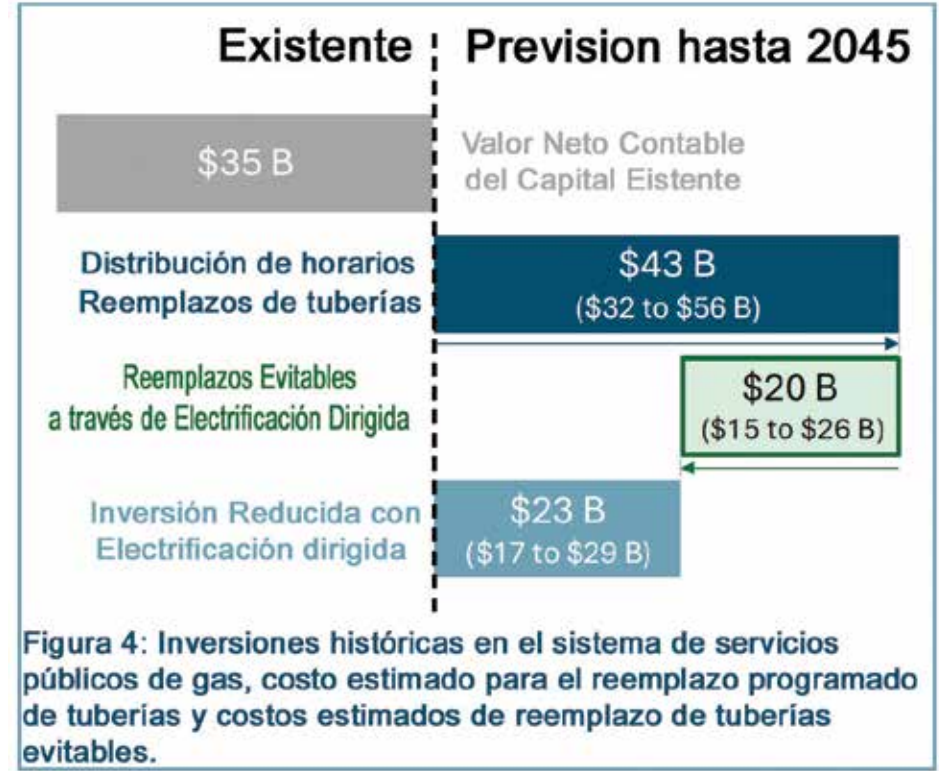 Existente
Prevision hasta 2045
$35 B
Valor Neto Contable
del Capital Eistente
Distribución de horarios
Reemplazos de tuberías
$43 B
($32 to $56 B)
Reemplazos Evitables
a través de Electrificación Dirigida
$20 B
($15 to $26 B)
Inversión Reducida con
Electrificación dirigida
$23 B
($17 to $29 B)
Figura 4: Inversiones históricas en el sistema de servicios
públicos de gas, costo estimado para el reemplazo programado
de tuberías y costos estimados de reemplazo de tuberías
evitables.